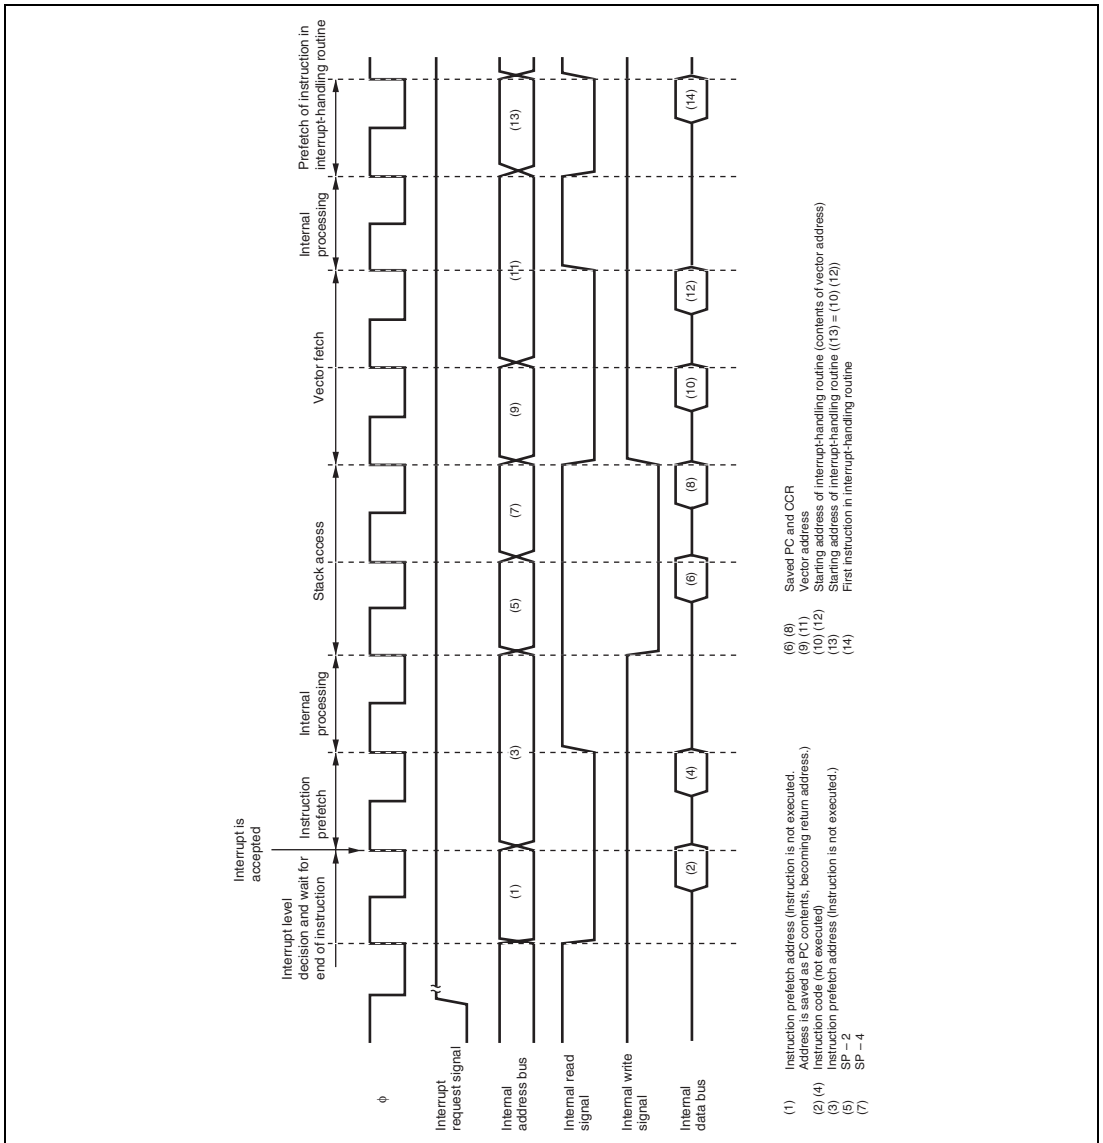 Interrupt is
accepted
Interrupt level
decision and wait for
end of instruction
Instruction
prefetch
Internal
processing
Stack access
Vector fetch
Internal
processing
Prefetch of instruction in
interrupt-handling routine
φ
Interrupt
request signal
Internal
address bus
(1)
(3)
(5)
(7)
(9)
(11)
(13)
Internal read
signal
Internal write
signal
Internal
data bus
(2)
(4)
(6)
(8)
(10)
(12)
(14)
(1) Instruction prefetch address (Instruction is not executed.
Address is saved as PC contents, becoming return address.)
(2) (4) Instruction code (not executed)
(3) Instruction prefetch address (Instruction is not executed.)
(5) SP – 2
(7) SP – 4
(6) (8) Saved PC and CCR
(9) (11) Vector address
(10) (12) Starting address of interrupt-handling routine (contents of vector address)
(13) Starting address of interrupt-handling routine ((13) = (10) (12))
(14) First instruction in interrupt-handling routine